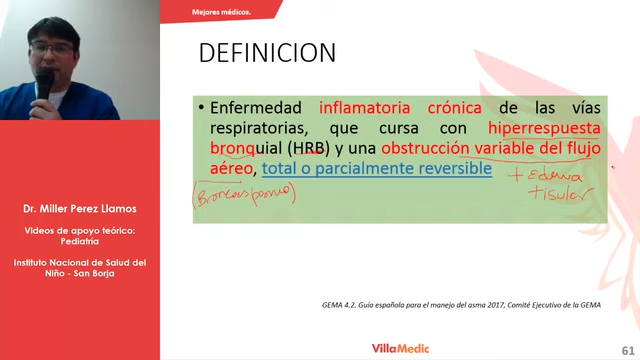 Mejores médicos.
DEFINICION
• Enfermedad inflamatoria crónica de las vías
respiratorias, que cursa con hiperrespuesta
bronquial (HRB) y una obstrucción variable del flujo
aéreo, total o parcialmente reversible
(Broncoespasmo)
+ Edema
tisular
Dr. Miller Perez Llamos
Videos de apoyo teórico:
Pediatría
Instituto Nacional de Salud del
Niño - San Borja
GEMA 4.2. Guía española para el manejo del asma 2017, Comité Ejecutivo de la GEMA
VillaMedic
61